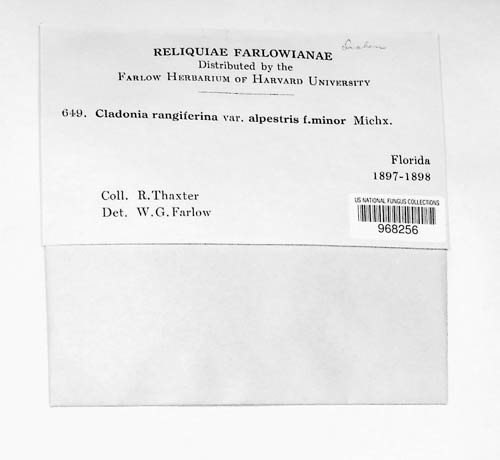 RELIQUIAE FARLOWIANAE
Distributed by the
FARLOW HERBARIUM OF HARVARD UNIVERSITY
649. Cladonia rangiferina var. alpestris f.minor Michx.
Florida
1897-1898
Coll. R. Thaxter
Det. W. G. Farlow
US NATIONAL FUNGUS COLLECTIONS
968256